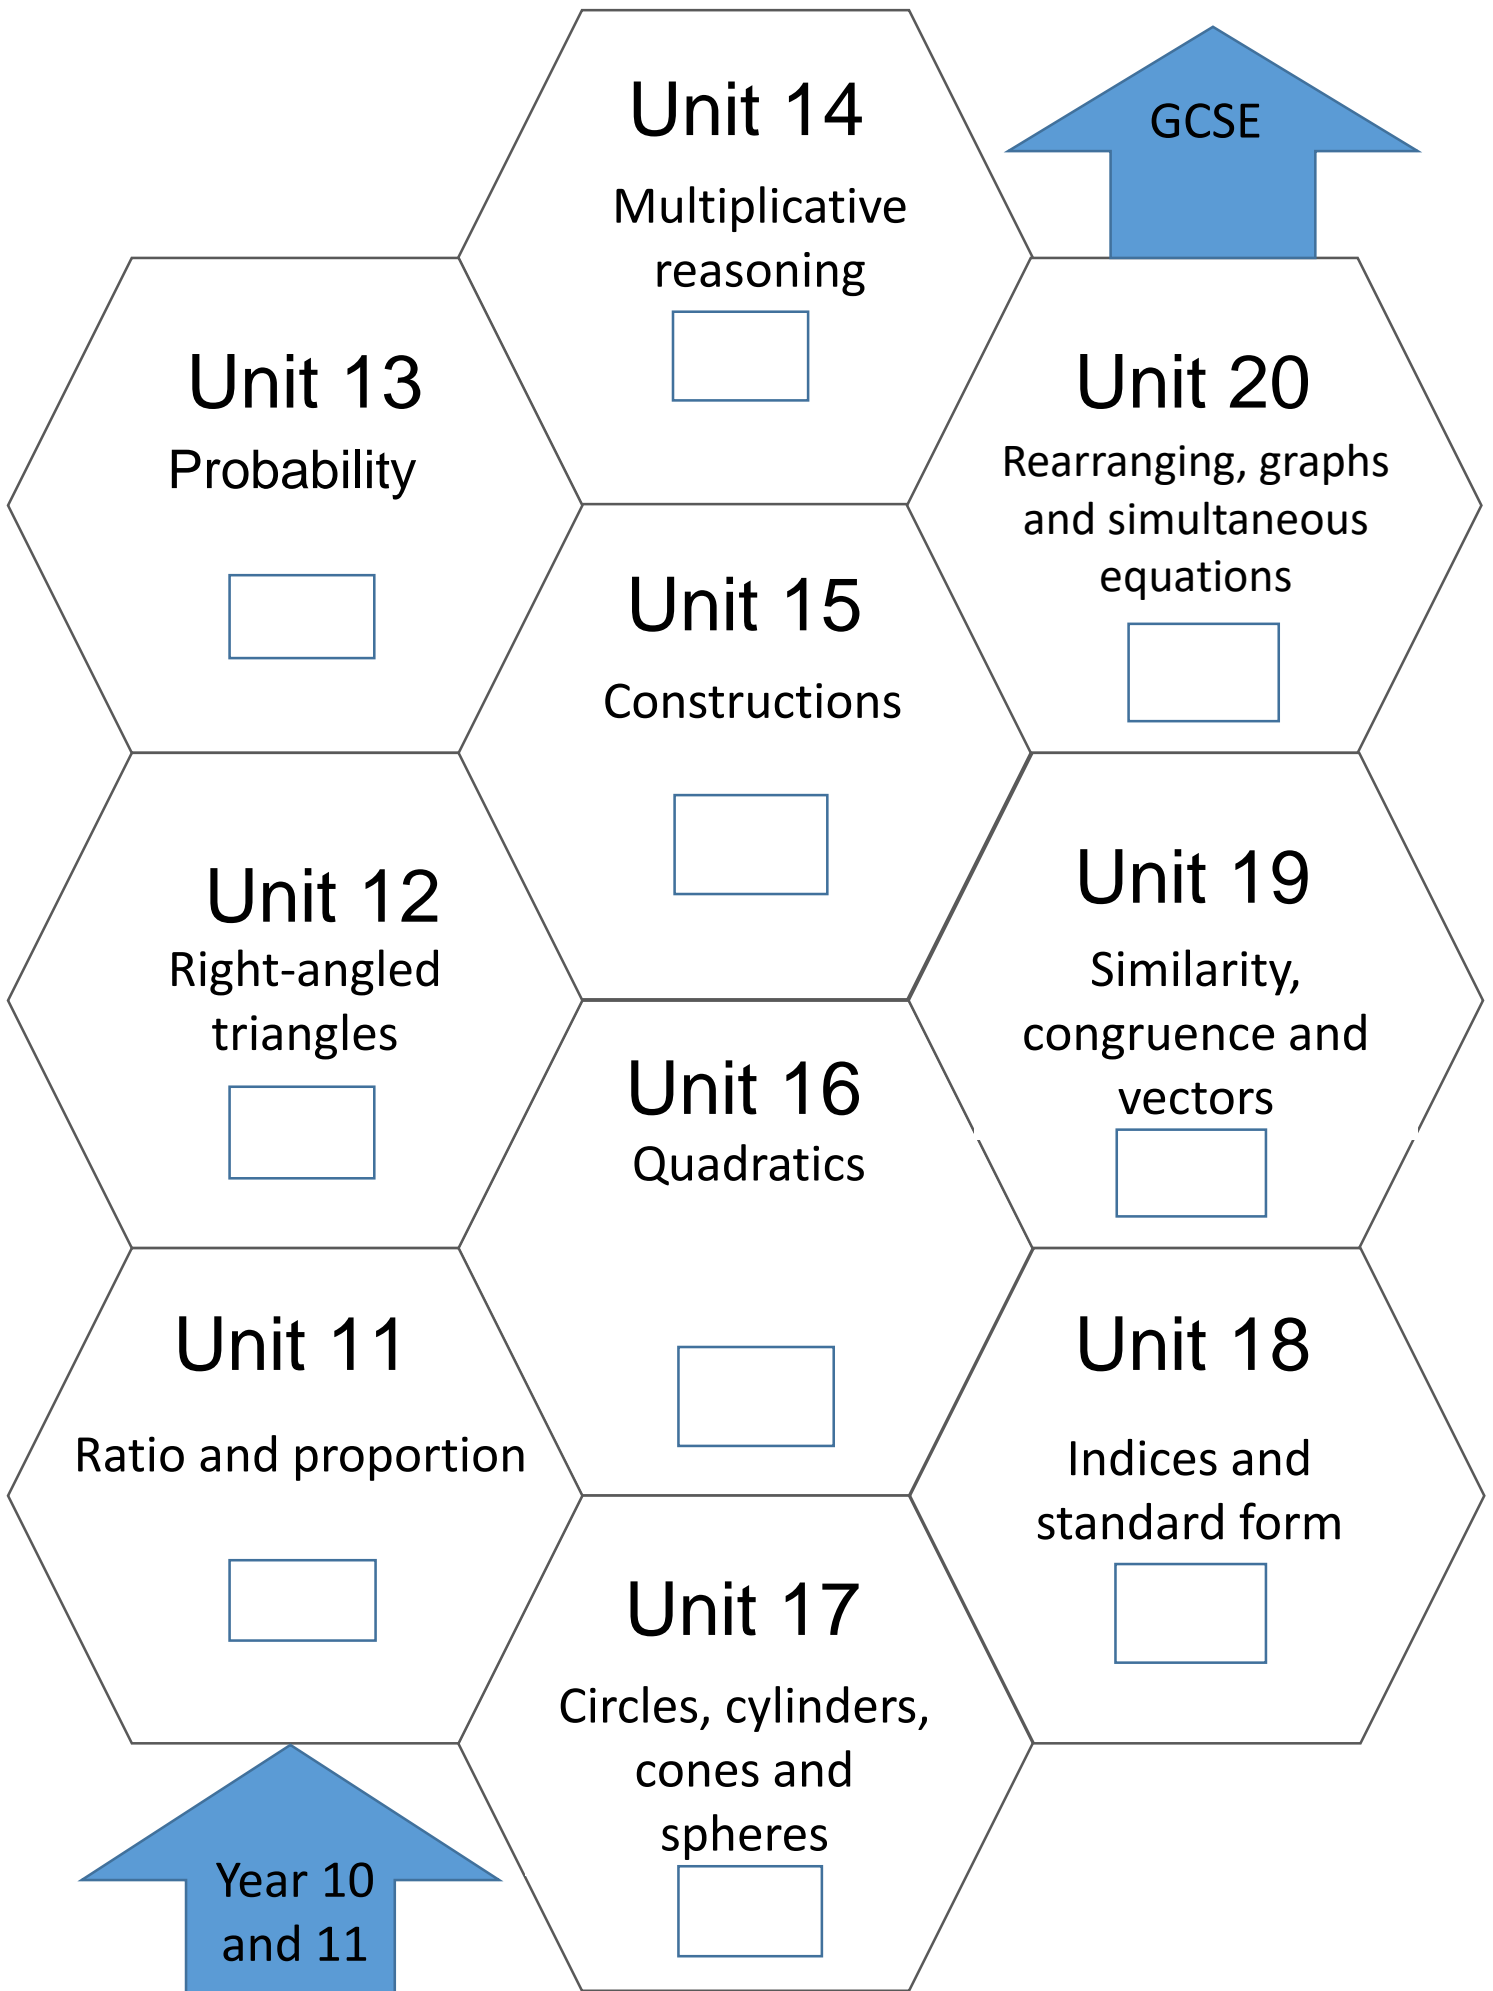 Unit 14
Multiplicative
reasoning
GCSE
Unit 13
Probability
Unit 20
Rearranging, graphs
and simultaneous
equations
Unit 15
Constructions
Unit 12
Right-angled
triangles
Unit 19
Similarity,
congruence and
vectors
Unit 16
Quadratics
Unit 11
Ratio and proportion
Unit 18
Indices and
standard form
Unit 17
Circles, cylinders,
cones and
spheres
Year 10
and 11